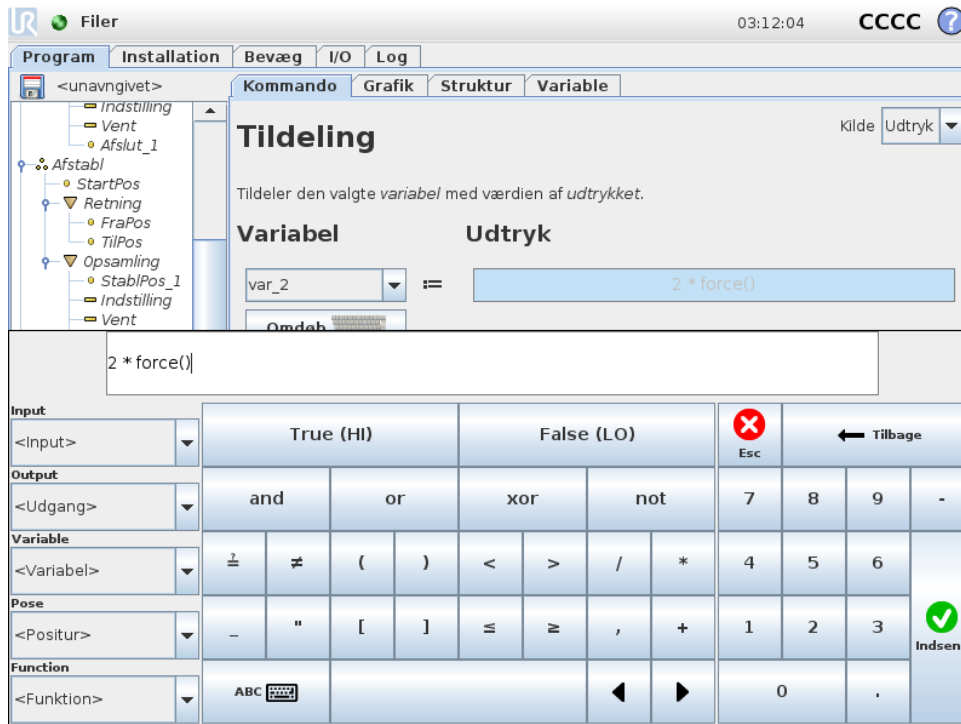 UR Filer 03:12:04 CCCC ?
Program Installation Bevæg I/O Log
<unavngivet> Kommando Grafik Struktur Variable
Indstilling
Vent
Afslut_1
Afstabl
StartPos
Retning
FraPos
TilPos
Opsamling
StablPos_1
Indstilling
Vent
Tildeling
Kilde Udtryk
Tildeler den valgte variabel med værdien af udtrykket.
Variabel Udtryk
var_2 := 2 * force()
Omdøb
2 * force()
Input
<Input>
Output
<Udgang>
Variable
<Variabel>
Pose
<Positur>
Function
<Funktion>
True (HI) False (LO) Esc Tilbage
and or xor not 7 8 9 -
≟ ≠ ( ) < > / * 4 5 6
_ " [ ] ≤ ≥ , + 1 2 3
Indsen
ABC 0 .